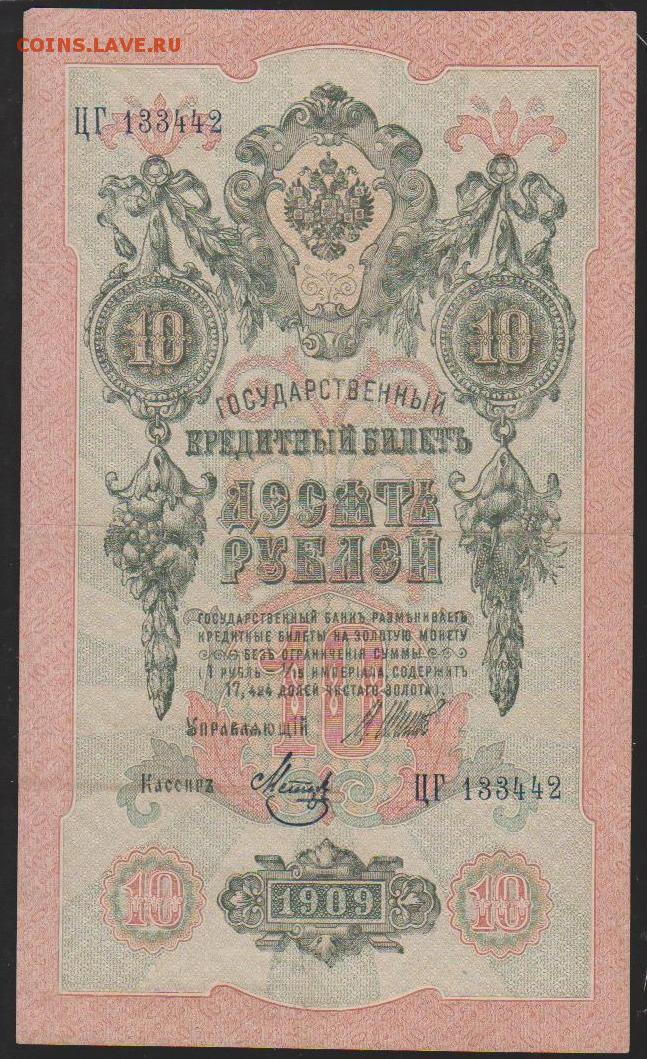 COINS.LAVE.RU
ЦГ 133442
10 10
ГОСУДАРСТВЕННЫЙ
КРЕДИТНЫЙ БИЛЕТЪ
ДЕСЯТЬ
РУБЛЕЙ
ГОСУДАРСТВЕННЫЙ БАНКЪ РАЗМѢНИВАЕТЪ
КРЕДИТНЫЕ БИЛЕТЫ НА ЗОЛОТУЮ МОНЕТУ
БЕЗЪ ОГРАНИЧЕНІЯ СУММЫ
(1 РУБЛЬ = 1/15 ИМПЕРІАЛА, СОДЕРЖИТЪ
17,424 ДОЛЕЙ ЧИСТАГО ЗОЛОТА).
10
УПРАВЛЯЮЩІЙ
КАССИРЪ
ЦГ 133442
10 1909 10